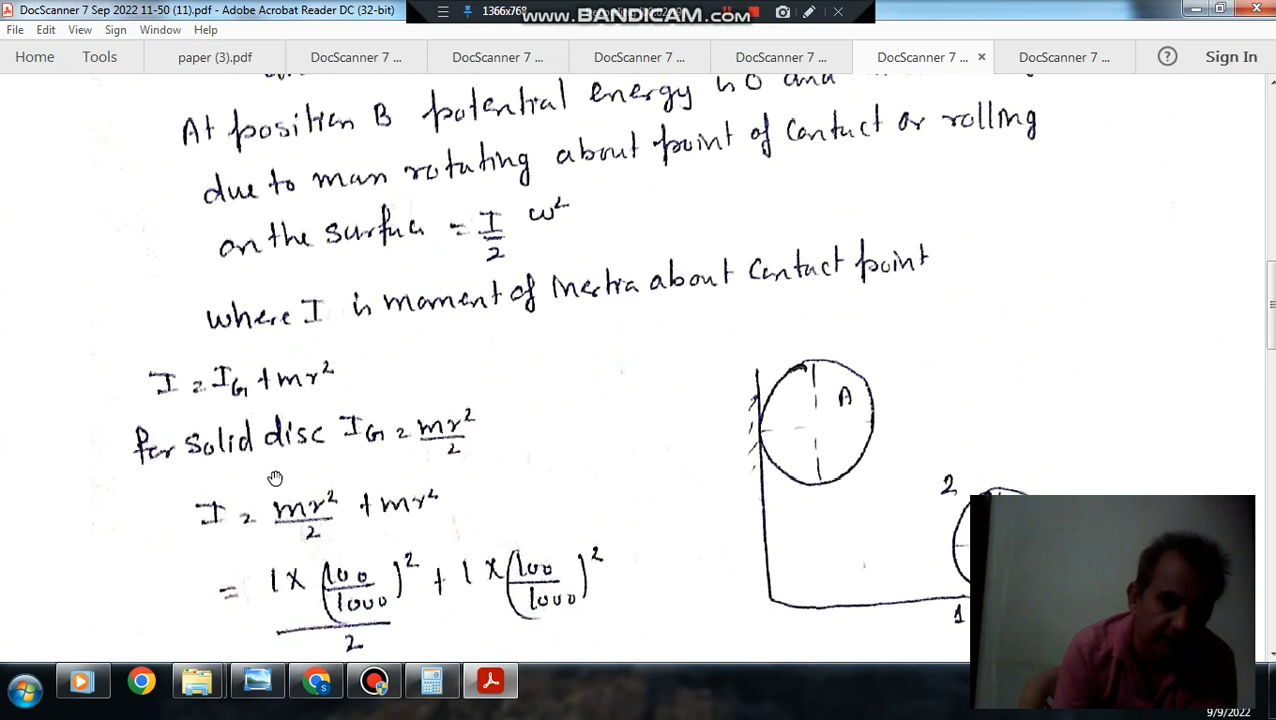 DocScanner 7 Sep 2022 11-50 (11).pdf - Adobe Acrobat Reader DC (32-bit)
1366x768
www.BANDICAM.com
File Edit View Sign Window Help
Home Tools paper (3).pdf DocScanner 7 ... DocScanner 7 ... DocScanner 7 ... DocScanner 7 ... DocScanner 7 ... × DocScanner 7 ... Sign In
At position B potential energy is 0 and
due to man rotating about point of contact or rolling
on the surface = I/2 ω²
where I is moment of inertia about contact point
I = IG + mr²
for solid disc IG = mr²/2
I = mr²/2 + mr²
= 1 × (100/1000)²/2 + 1 × (100/1000)²
A
2
1
9/9/2022